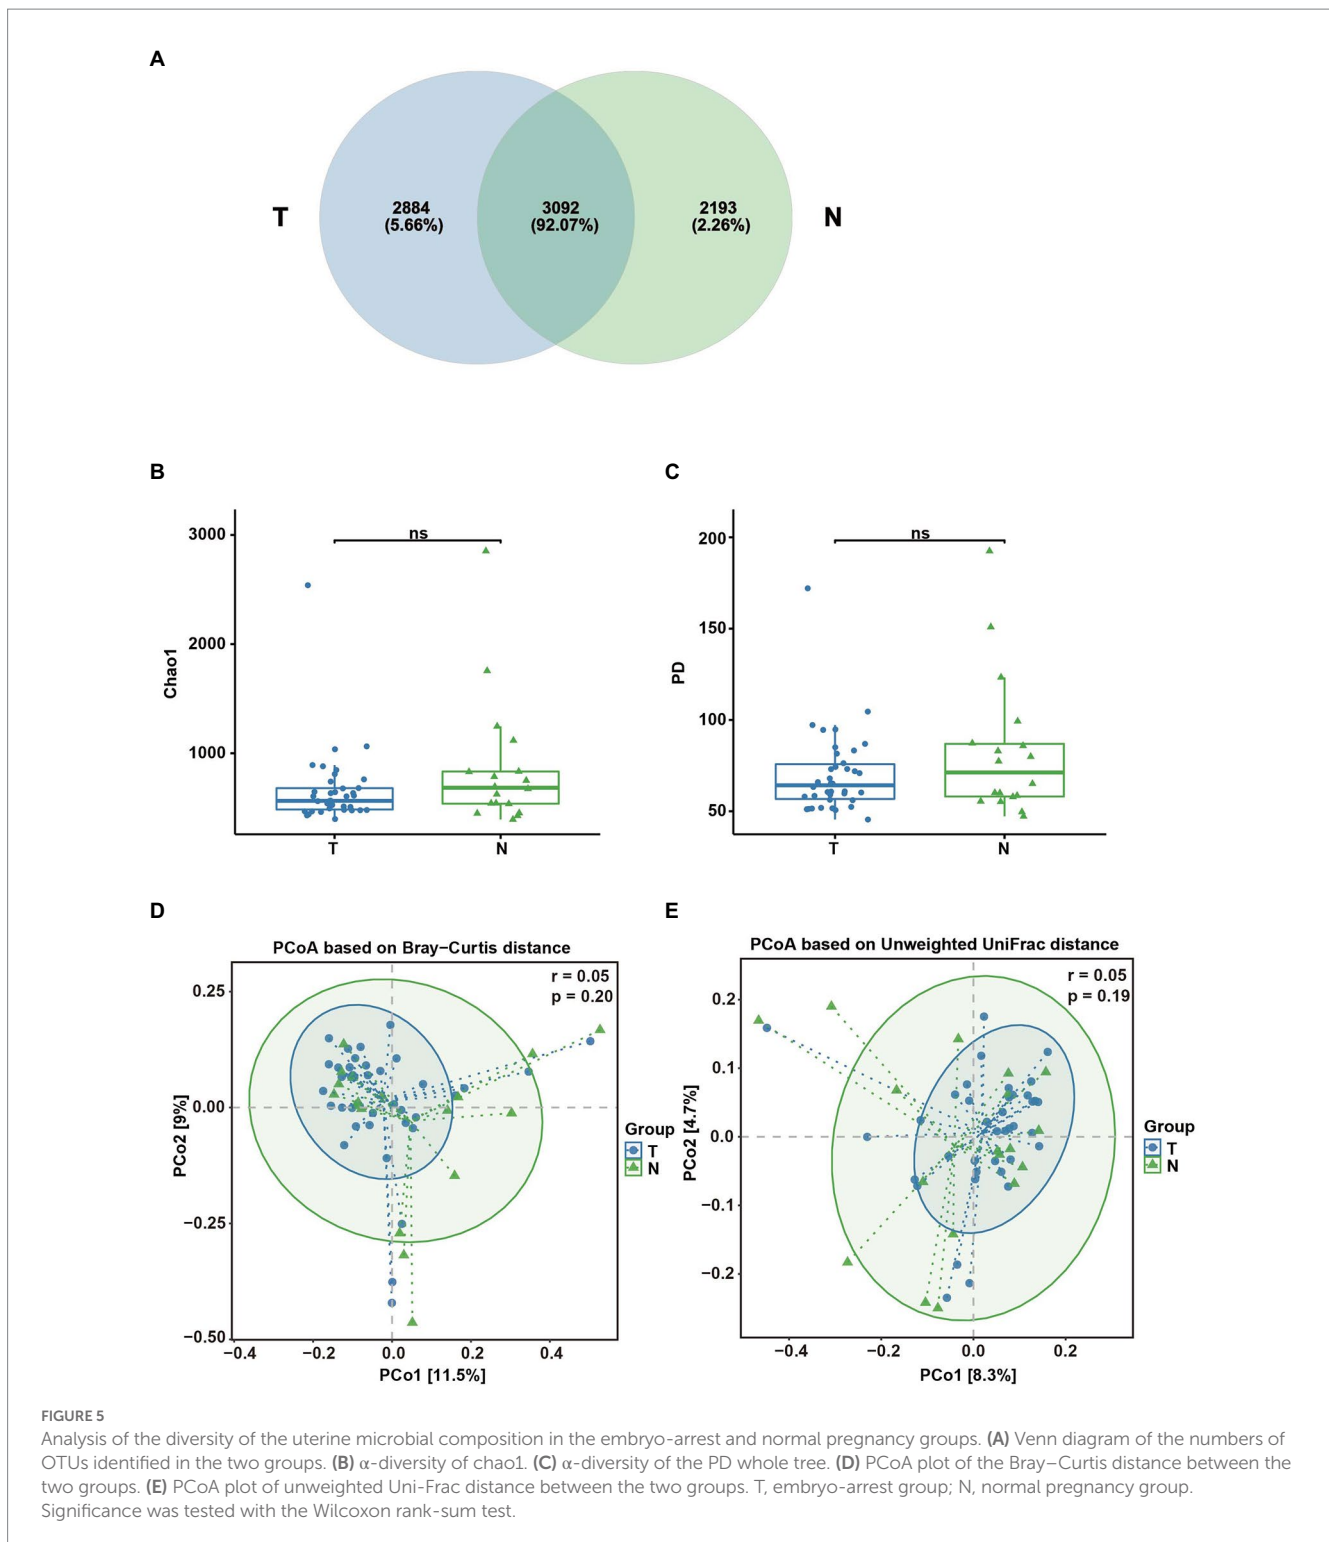 A
T
2884
(5.66%)
3092
(92.07%)
2193
(2.26%)
N
B
Chao1
3000
2000
1000
ns
T
N
C
PD
200
150
100
50
ns
T
N
D
PCoA based on Bray−Curtis distance
r = 0.05
p = 0.20
PCo2 [9%]
0.25
0.00
−0.25
−0.50
−0.4
−0.2
0.0
0.2
0.4
PCo1 [11.5%]
Group
T
N
E
PCoA based on Unweighted UniFrac distance
r = 0.05
p = 0.19
PCo2 [4.7%]
0.2
0.1
0.0
−0.1
−0.2
−0.4
−0.2
0.0
0.2
PCo1 [8.3%]
Group
T
N
FIGURE 5
Analysis of the diversity of the uterine microbial composition in the embryo-arrest and normal pregnancy groups. (A) Venn diagram of the numbers of
OTUs identified in the two groups. (B) α-diversity of chao1. (C) α-diversity of the PD whole tree. (D) PCoA plot of the Bray–Curtis distance between the
two groups. (E) PCoA plot of unweighted Uni-Frac distance between the two groups. T, embryo-arrest group; N, normal pregnancy group.
Significance was tested with the Wilcoxon rank-sum test.